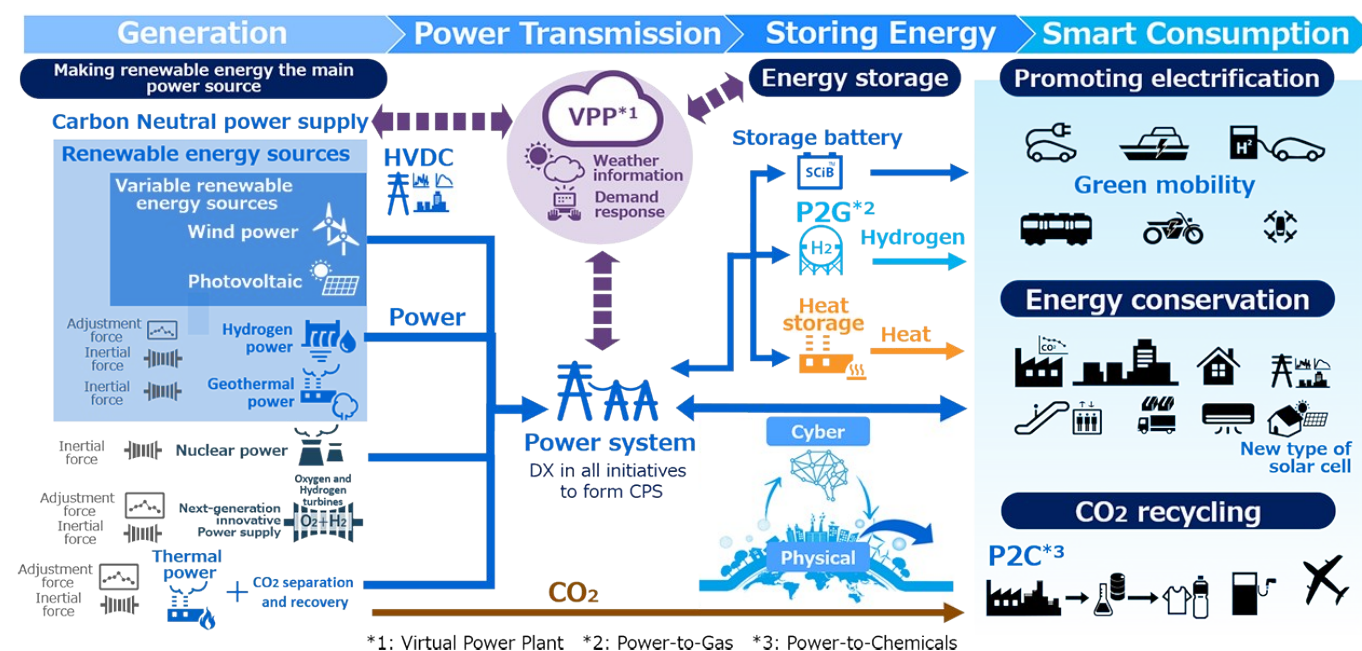 Generation
Power Transmission
Storing Energy
Smart Consumption
Making renewable energy the main
power source
Carbon Neutral power supply
Renewable energy sources
Variable renewable
energy sources
Wind power
Photovoltaic
Adjustment
force
Inertial
force
Hydrogen
power
Inertial
force
Geothermal
power
Inertial
force
Nuclear power
Adjustment
force
Inertial
force
Next-generation
innovative
Power supply
Oxygen and
Hydrogen
turbines
O2+H2
Adjustment
force
Inertial
force
Thermal
power
+
CO2 separation
and recovery
HVDC
Power
VPP*1
Weather
information
Demand
response
Power system
DX in all initiatives
to form CPS
Energy storage
Storage battery
SCiB™
P2G*2
H2
Hydrogen
Heat
storage
Heat
Cyber
Physical
CO2
Promoting electrification
H2
Green mobility
Energy conservation
CO2
New type of
solar cell
CO2 recycling
P2C*3
*1: Virtual Power Plant *2: Power-to-Gas *3: Power-to-Chemicals